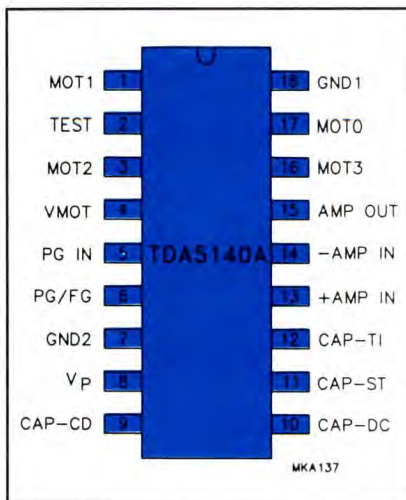 MOT1 1 18 GND1
TEST 2 17 MOT0
MOT2 3 16 MOT3
VMOT 4 15 AMP OUT
PG IN 5 TDA5140A 14 -AMP IN
PG/FG 6 13 +AMP IN
GND2 7 12 CAP-TI
VP 8 11 CAP-ST
CAP-CD 9 10 CAP-DC
MKA137